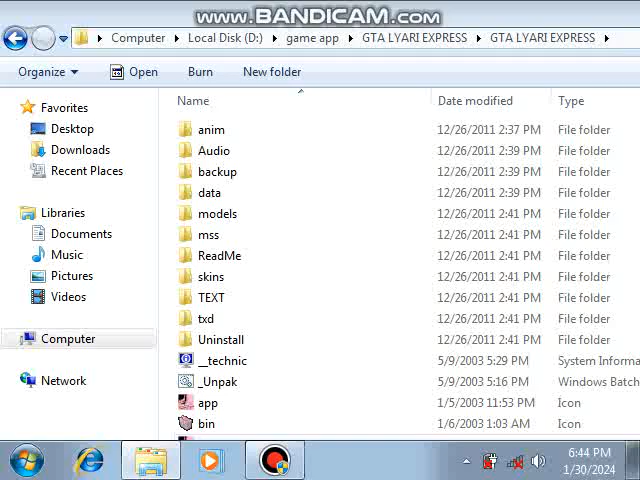 www.BANDICAM.com
Computer Local Disk (D:) game app GTA LYARI EXPRESS GTA LYARI EXPRESS
Organize Open Burn New folder
Name Date modified Type
Favorites
Desktop
Downloads
Recent Places
Libraries
Documents
Music
Pictures
Videos
Computer
Network
anim 12/26/2011 2:37 PM File folder
Audio 12/26/2011 2:39 PM File folder
backup 12/26/2011 2:39 PM File folder
data 12/26/2011 2:39 PM File folder
models 12/26/2011 2:41 PM File folder
mss 12/26/2011 2:41 PM File folder
ReadMe 12/26/2011 2:41 PM File folder
skins 12/26/2011 2:41 PM File folder
TEXT 12/26/2011 2:41 PM File folder
txd 12/26/2011 2:41 PM File folder
Uninstall 12/26/2011 2:41 PM File folder
__technic 5/9/2003 5:29 PM System Informa
_Unpak 5/9/2003 5:16 PM Windows Batch
app 1/5/2003 11:53 PM Icon
bin 1/6/2003 1:03 AM Icon
6:44 PM
1/30/2024